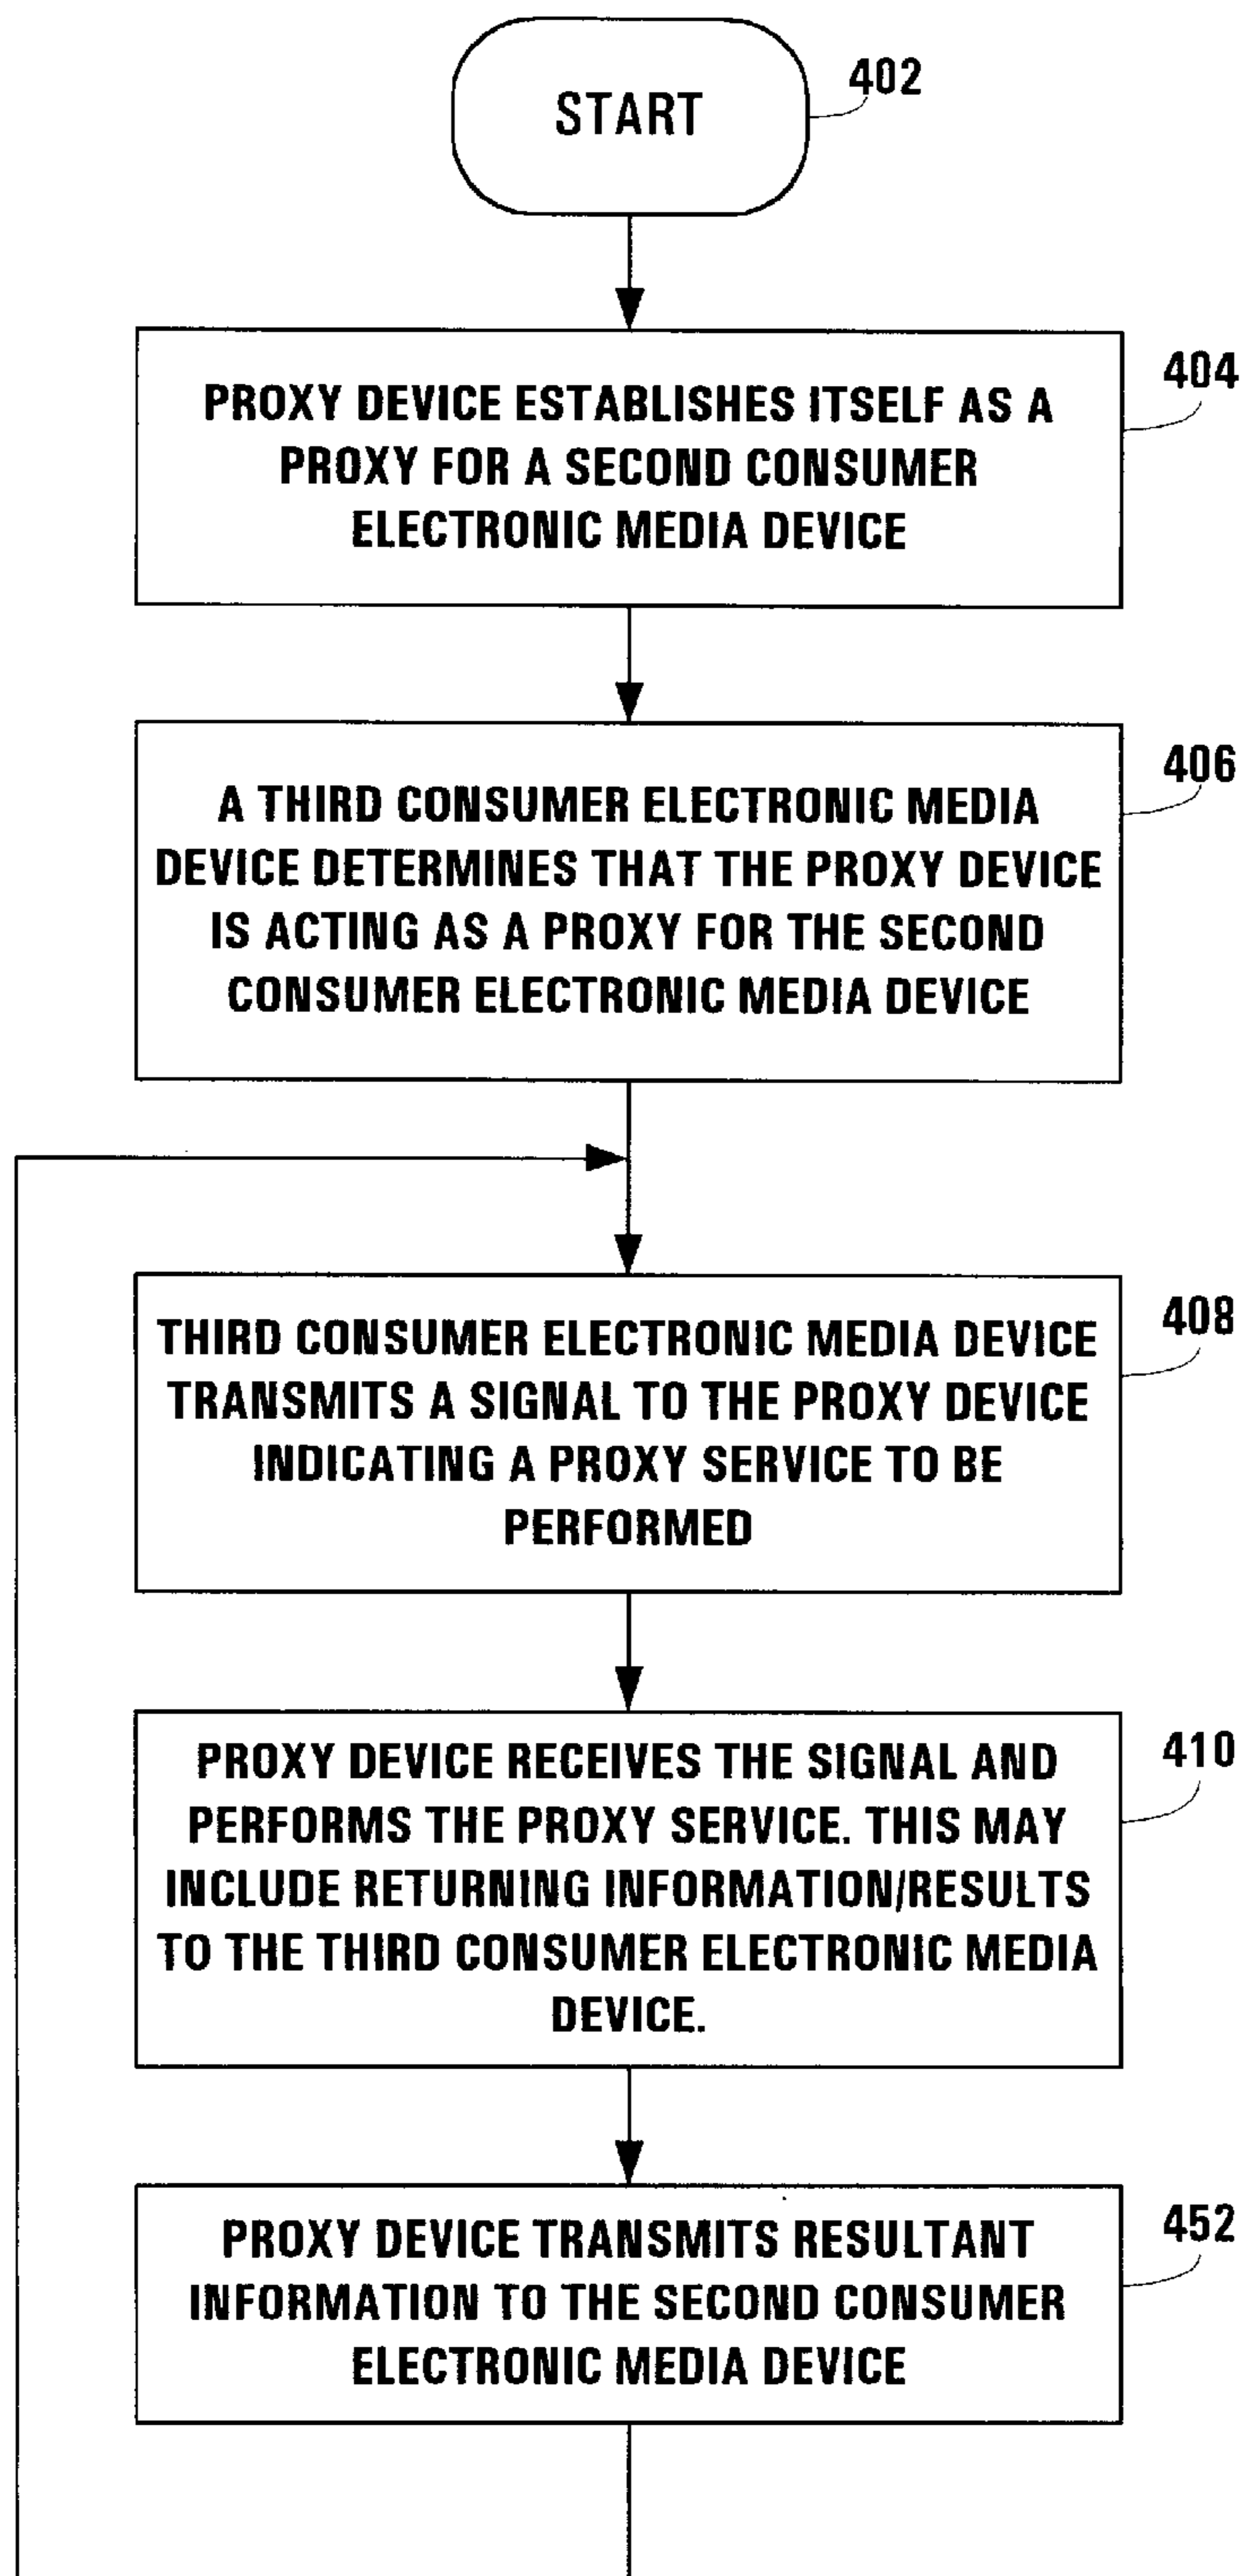 START
402
PROXY DEVICE ESTABLISHES ITSELF AS A
PROXY FOR A SECOND CONSUMER
ELECTRONIC MEDIA DEVICE
404
A THIRD CONSUMER ELECTRONIC MEDIA
DEVICE DETERMINES THAT THE PROXY DEVICE
IS ACTING AS A PROXY FOR THE SECOND
CONSUMER ELECTRONIC MEDIA DEVICE
406
THIRD CONSUMER ELECTRONIC MEDIA DEVICE
TRANSMITS A SIGNAL TO THE PROXY DEVICE
INDICATING A PROXY SERVICE TO BE
PERFORMED
408
PROXY DEVICE RECEIVES THE SIGNAL AND
PERFORMS THE PROXY SERVICE. THIS MAY
INCLUDE RETURNING INFORMATION/RESULTS
TO THE THIRD CONSUMER ELECTRONIC MEDIA
DEVICE.
410
PROXY DEVICE TRANSMITS RESULTANT
INFORMATION TO THE SECOND CONSUMER
ELECTRONIC MEDIA DEVICE
452